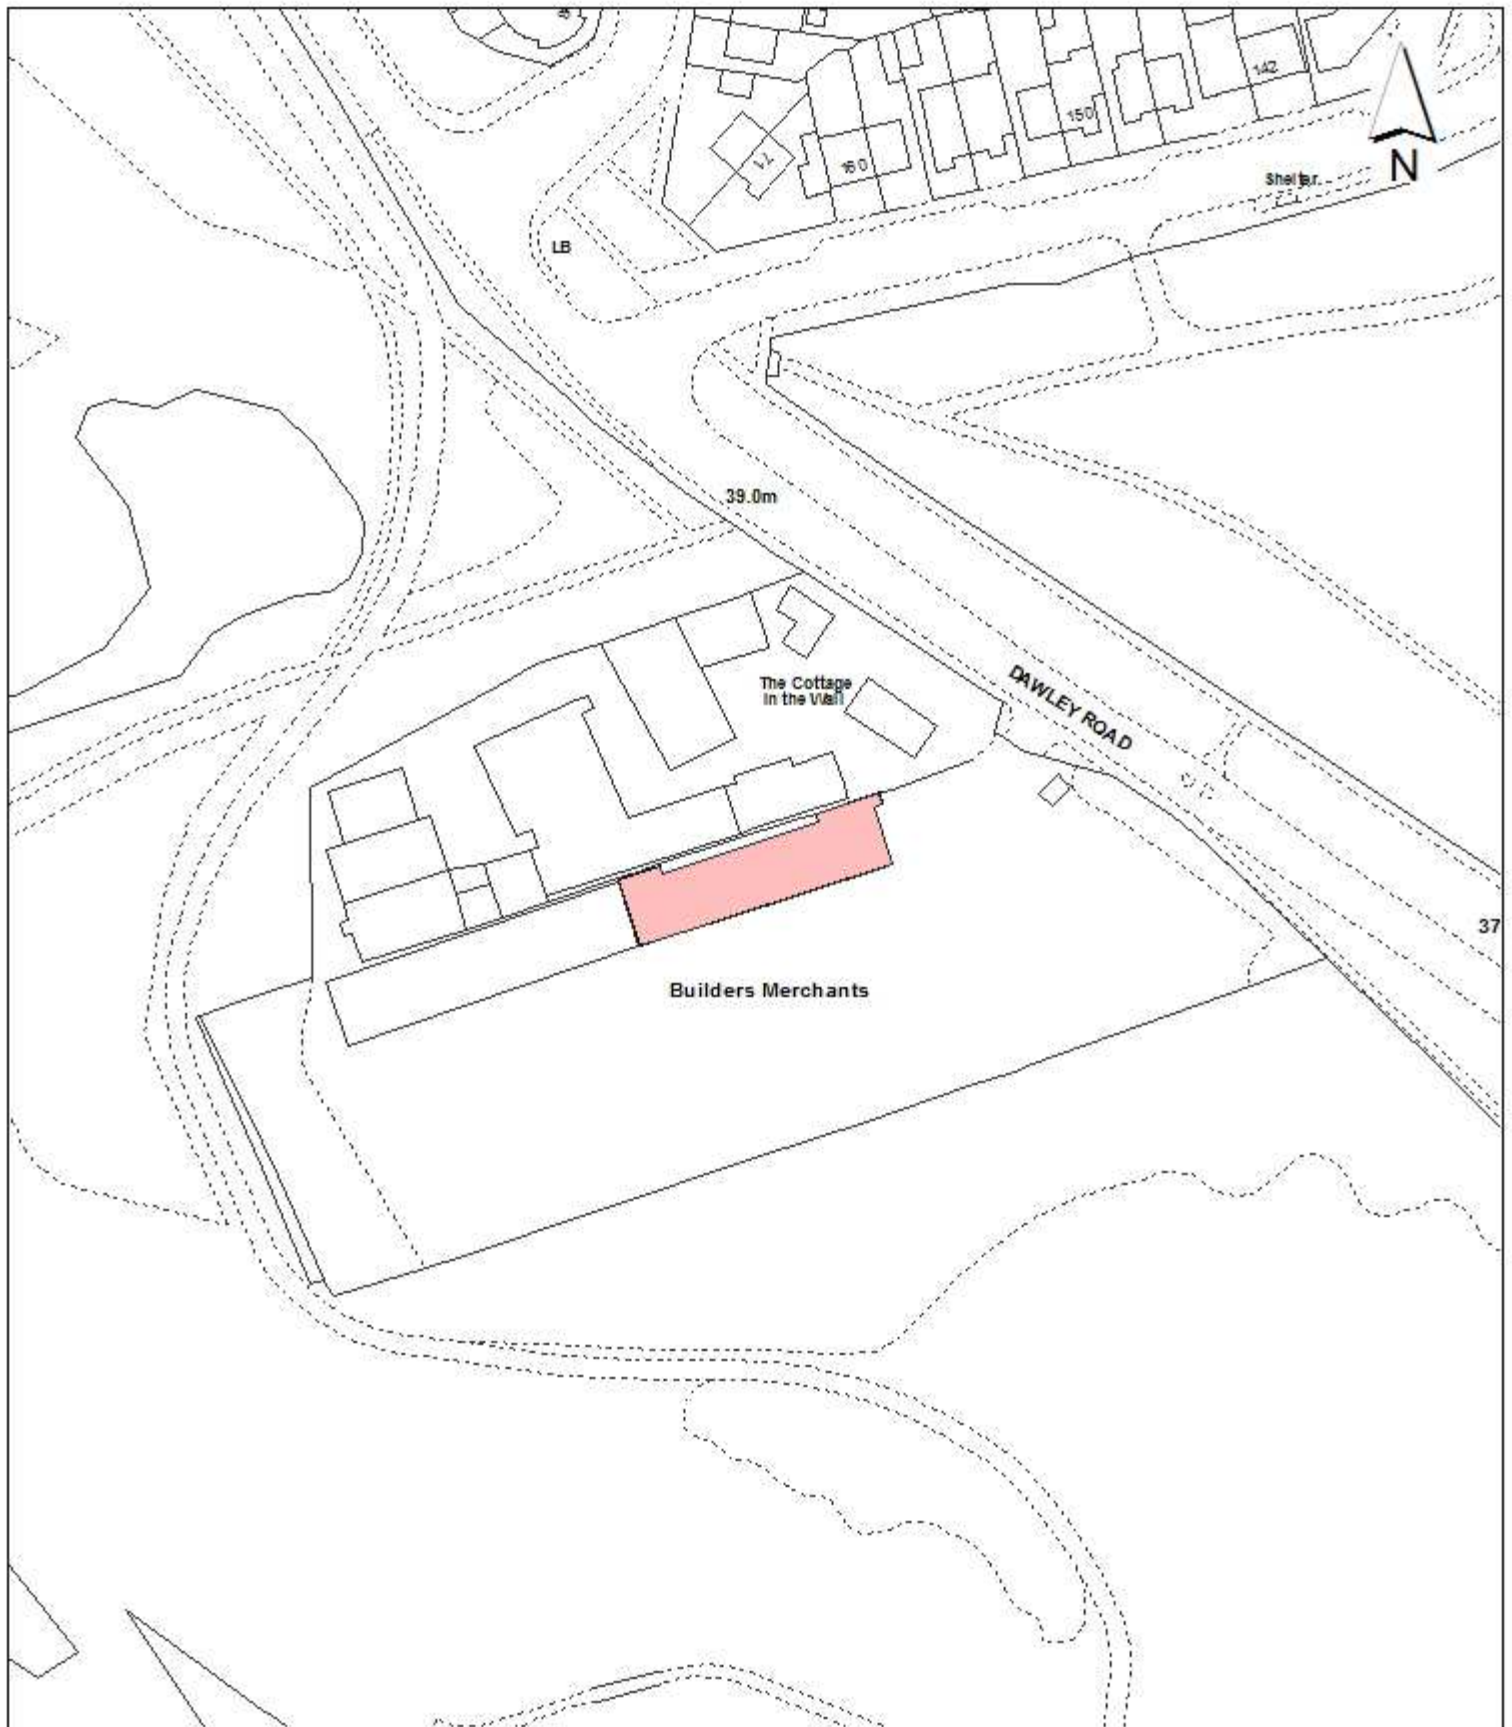 142
150
N
71
160
Shelter
LB
39.0m
The Cottage
in the Wall
DAWLEY ROAD
37
Builders Merchants